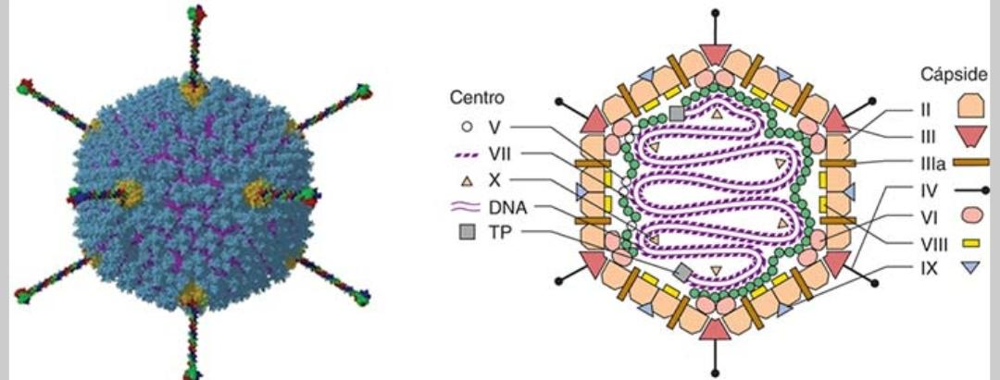 Centro
V
VII
X
DNA
TP
Cápside
II
III
IIIa
IV
VI
VIII
IX